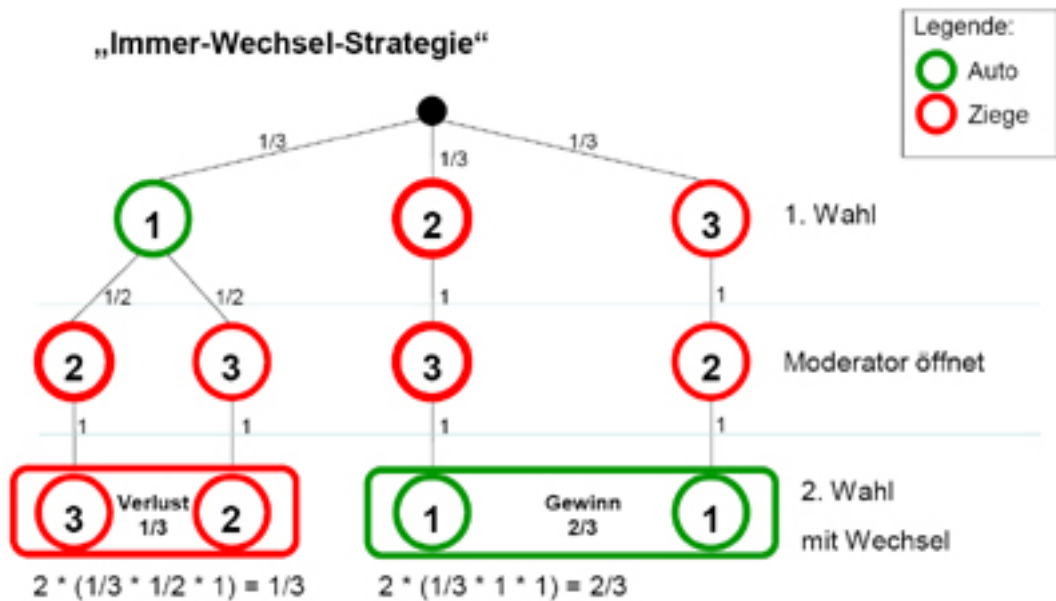 „Immer-Wechsel-Strategie“
Legende:
Auto
Ziege
1/3
1/3
1/3
1
2
3
1. Wahl
1/2
1/2
1
1
2
3
3
2
Moderator öffnet
1
1
1
1
3
Verlust
1/3
2
1
Gewinn
2/3
1
2. Wahl
mit Wechsel
2 * (1/3 * 1/2 * 1) = 1/3
2 * (1/3 * 1 * 1) = 2/3